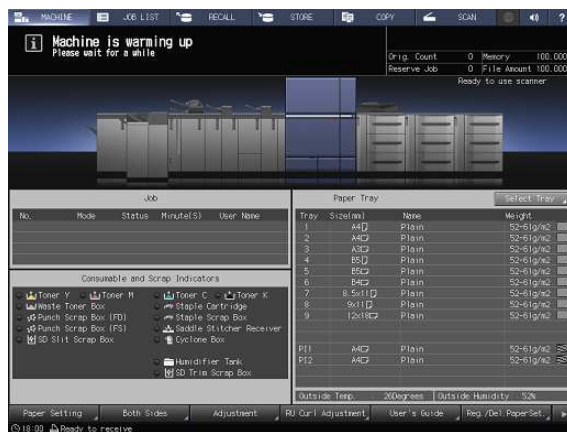 MACHINE JOB LIST RECALL STORE COPY SCAN ?
i Machine is warming up
Please wait for a while
Orig. Count 0 Memory 100.000
Reserve Job 0 File Amount 100.000
Ready to use scanner
Job
No. Mode Status Minute(S) User Name
Consumable and Scrap Indicators
Toner Y Toner M Toner C Toner K
Waste Toner Box Staple Cartridge
Punch Scrap Box (PD) Staple Scrap Box
Punch Scrap Box (FS) Saddle Stitcher Receiver
SD Slit Scrap Box Cyclone Box
Humidifier Tank
SD Trim Scrap Box
Paper Tray Select Tray
Tray Size(mm) Name Weight
1 A4 Plain 52-61g/m2
2 A4 Plain 52-61g/m2
3 A3 Plain 52-61g/m2
4 B5 Plain 52-61g/m2
5 B5 Plain 52-61g/m2
6 B4 Plain 52-61g/m2
7 8.5x11 Plain 52-61g/m2
8 9x11 Plain 52-61g/m2
9 12x18 Plain 52-61g/m2
PI1 A4 Plain 52-61g/m2
PI2 A4 Plain 52-61g/m2
Outside Temp. 26Degrees Outside Humidity 52%
Paper Setting Both Sides Adjustment RU Curl Adjustment User's Guide Reg./Del.PaperSet.
18:00 Ready to receive